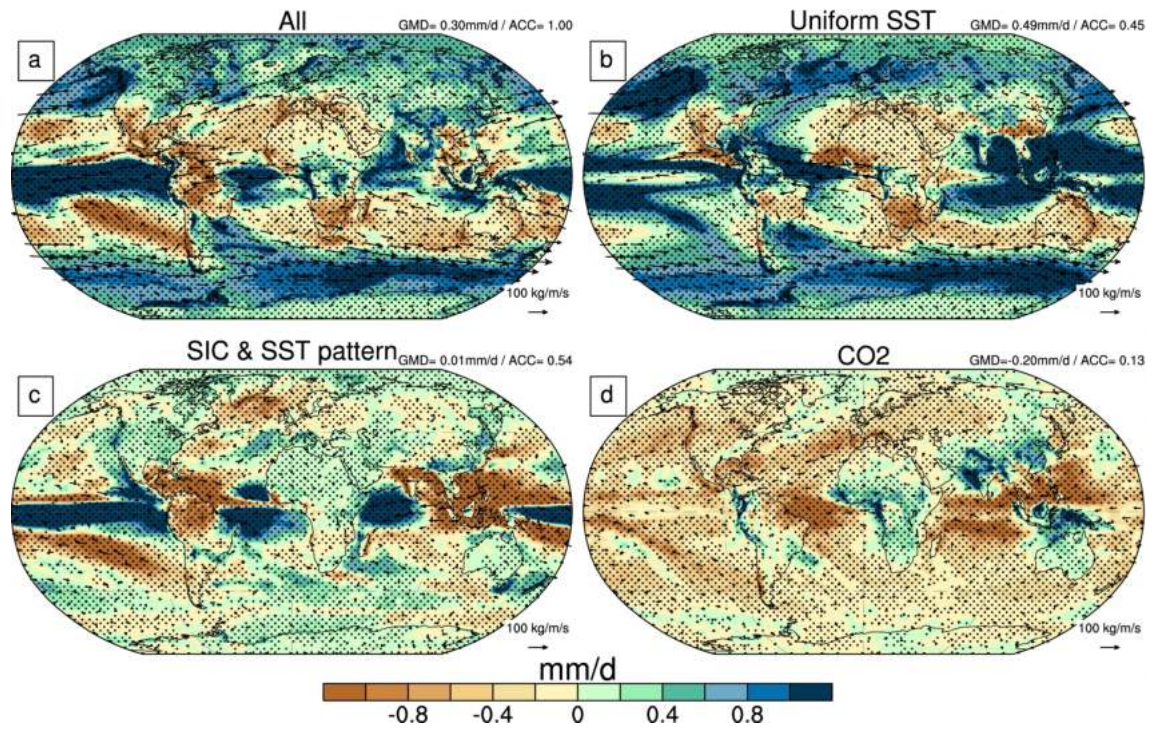 All
GMD= 0.30mm/d / ACC= 1.00
a
100 kg/m/s
Uniform SST
GMD= 0.49mm/d / ACC= 0.45
b
100 kg/m/s
SIC & SST pattern
GMD= 0.01mm/d / ACC= 0.54
c
100 kg/m/s
CO2
GMD=-0.20mm/d / ACC= 0.13
d
100 kg/m/s
mm/d
-0.8 -0.4 0 0.4 0.8